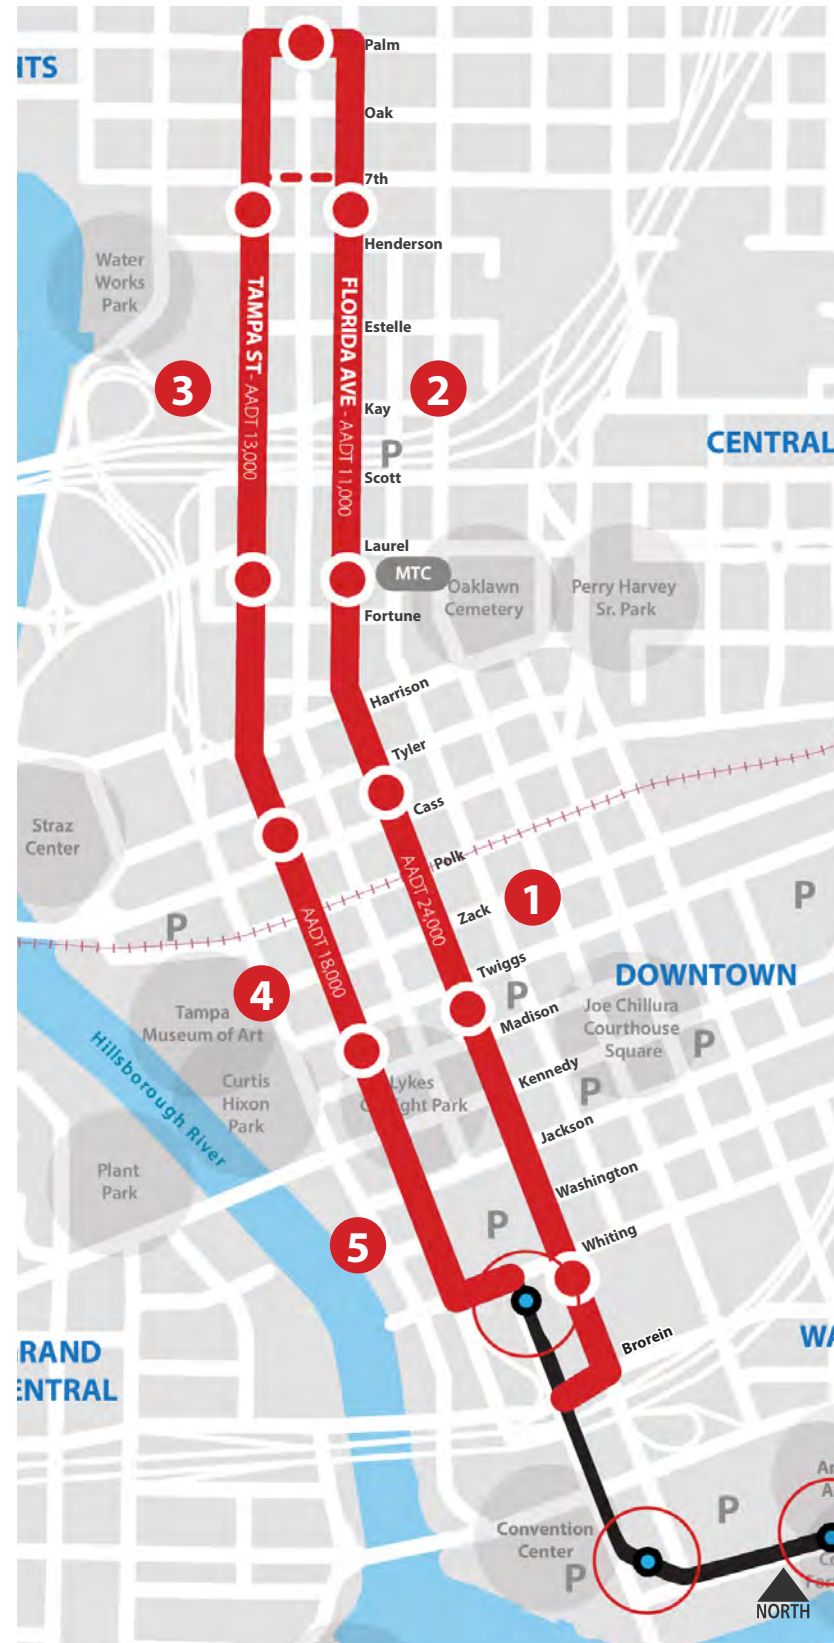 Palm
ITS
Oak
7th
Henderson
Water
Works
Park
TAMPA ST - AADT 13,000
FLORIDA AVE - AADT 11,000
Estelle
3
2
Kay
P
CENTRAL
Scott
Laurel
MTC
Oaklawn
Cemetery
Perry Harvey
Sr. Park
Fortune
Harrison
Tyler
Cass
Straz
Center
Polk
AADT 24,000
1
P
Zack
P
AADT 18,000
Twiggs
DOWNTOWN
4
P
Tampa
Museum of Art
Madison
Joe Chillura
Courthouse
Square
P
Hillsborough River
Curtis
Hixon
Park
Lykes
Park
Kennedy
P
Jackson
Plant
Park
Washington
P
Whiting
5
Brorein
WA
RAND
ENTRAL
P
Convention
Center
P
NORTH